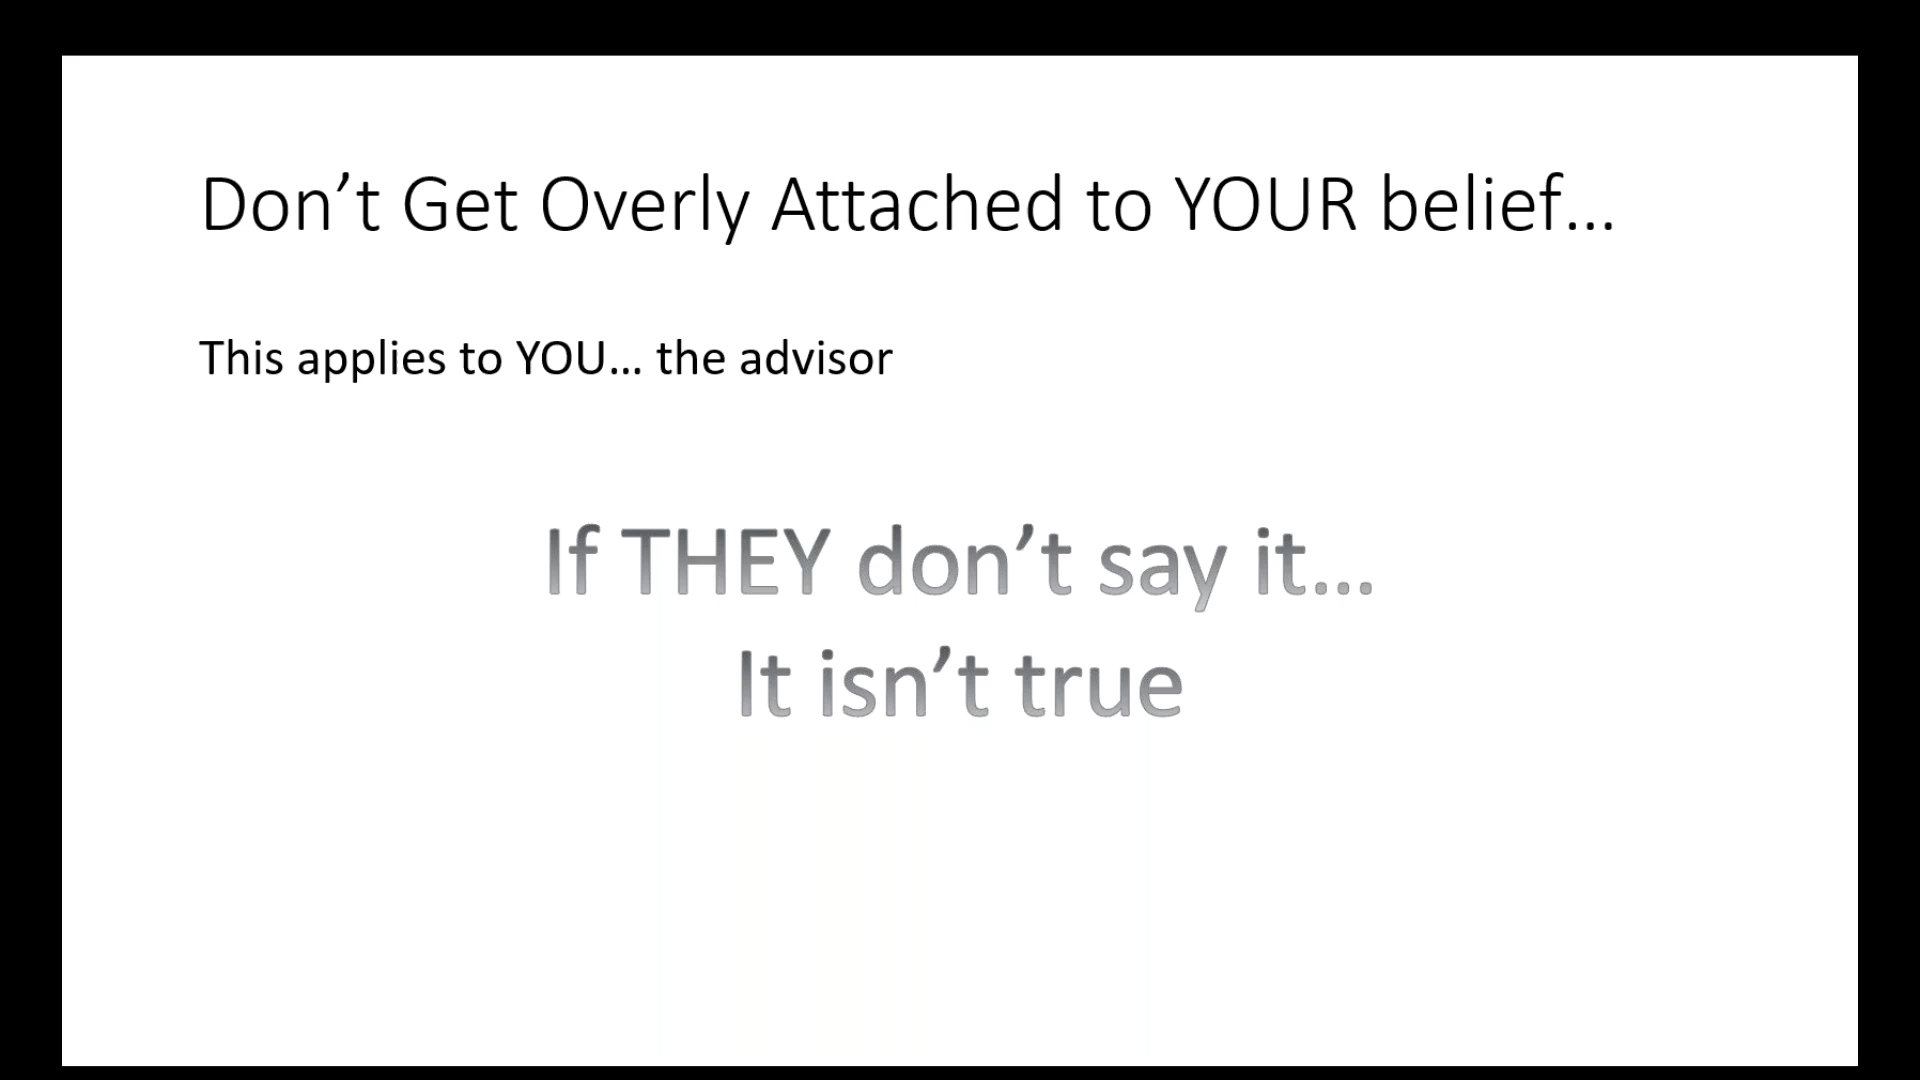 Don’t Get Overly Attached to YOUR belief…
This applies to YOU… the advisor
If THEY don’t say it…
It isn’t true